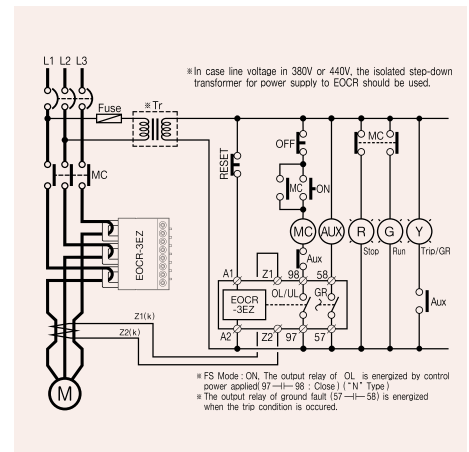 L1 L2 L3
※In case line voltage in 380V or 440V, the isolated step-down
transformer for power supply to EOCR should be used.
Fuse
※Tr
RESET
OFF
MC
MC
MC
ON
EOCR-3EZ
MC
AUX
R
G
Y
Stop
Run
Trip/GR
Aux
A1
Z1
98
58
EOCR
-3EZ
OL/UL
GR
Aux
A2
Z2
97
57
Z1(k)
Z2(k)
M
※ FS Mode : ON, The output relay of OL is energized by control
power applied(97 ⊣⊢ 98 : Close) ("N" Type)
※ The output relay of ground fault (57 ⊣⊢ 58) is energized
when the trip condition is occured.